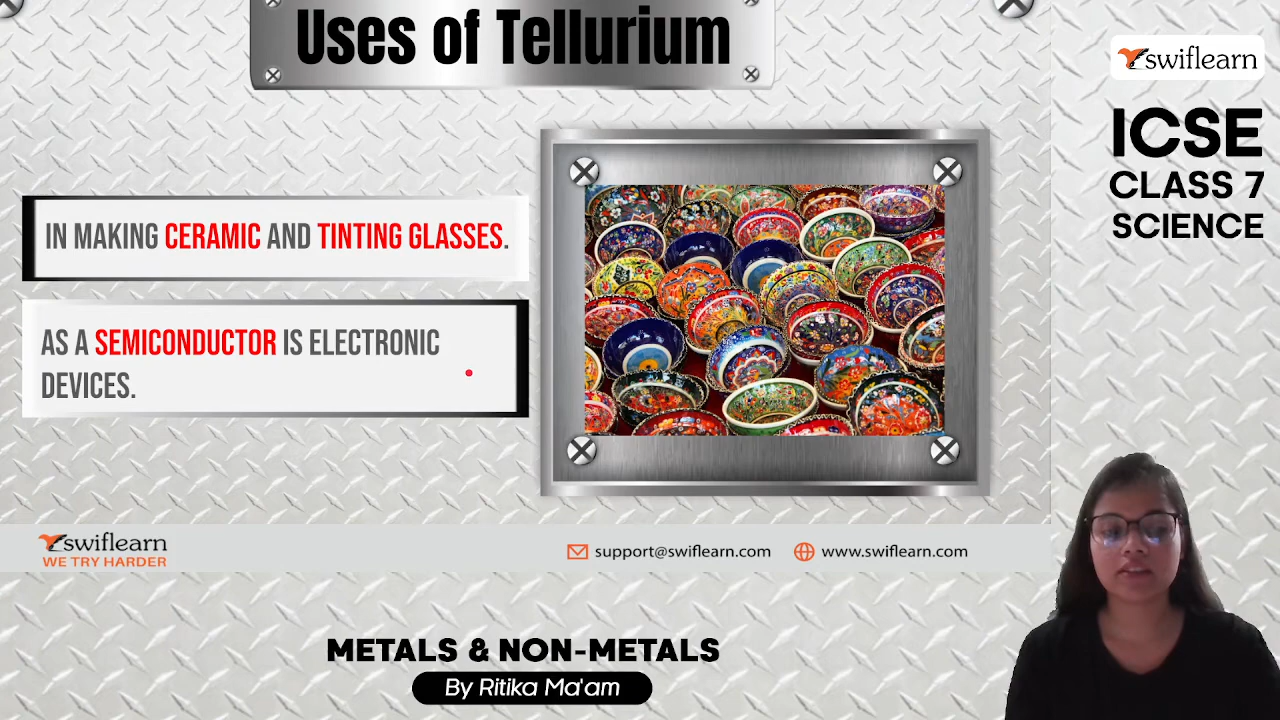 Uses of Tellurium
IN MAKING CERAMIC AND TINTING GLASSES.
AS A SEMICONDUCTOR IS ELECTRONIC
DEVICES.
swiflearn
WE TRY HARDER
support@swiflearn.com
www.swiflearn.com
METALS & NON-METALS
By Ritika Ma'am
swiflearn
ICSE
CLASS 7
SCIENCE